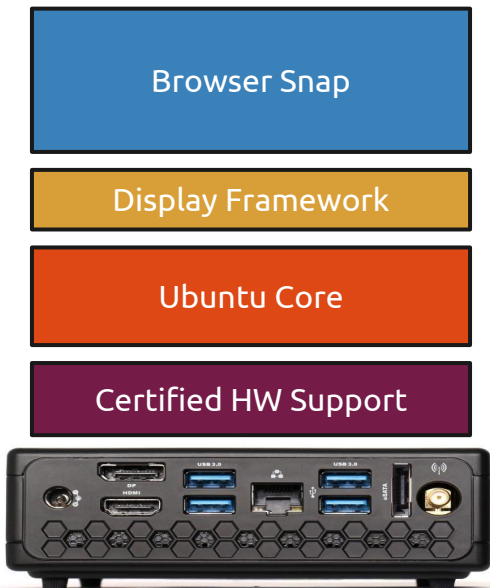 Browser Snap
Display Framework
Ubuntu Core
Certified HW Support
USB 3.0
USB 3.0
DP
HDMI
eSATA